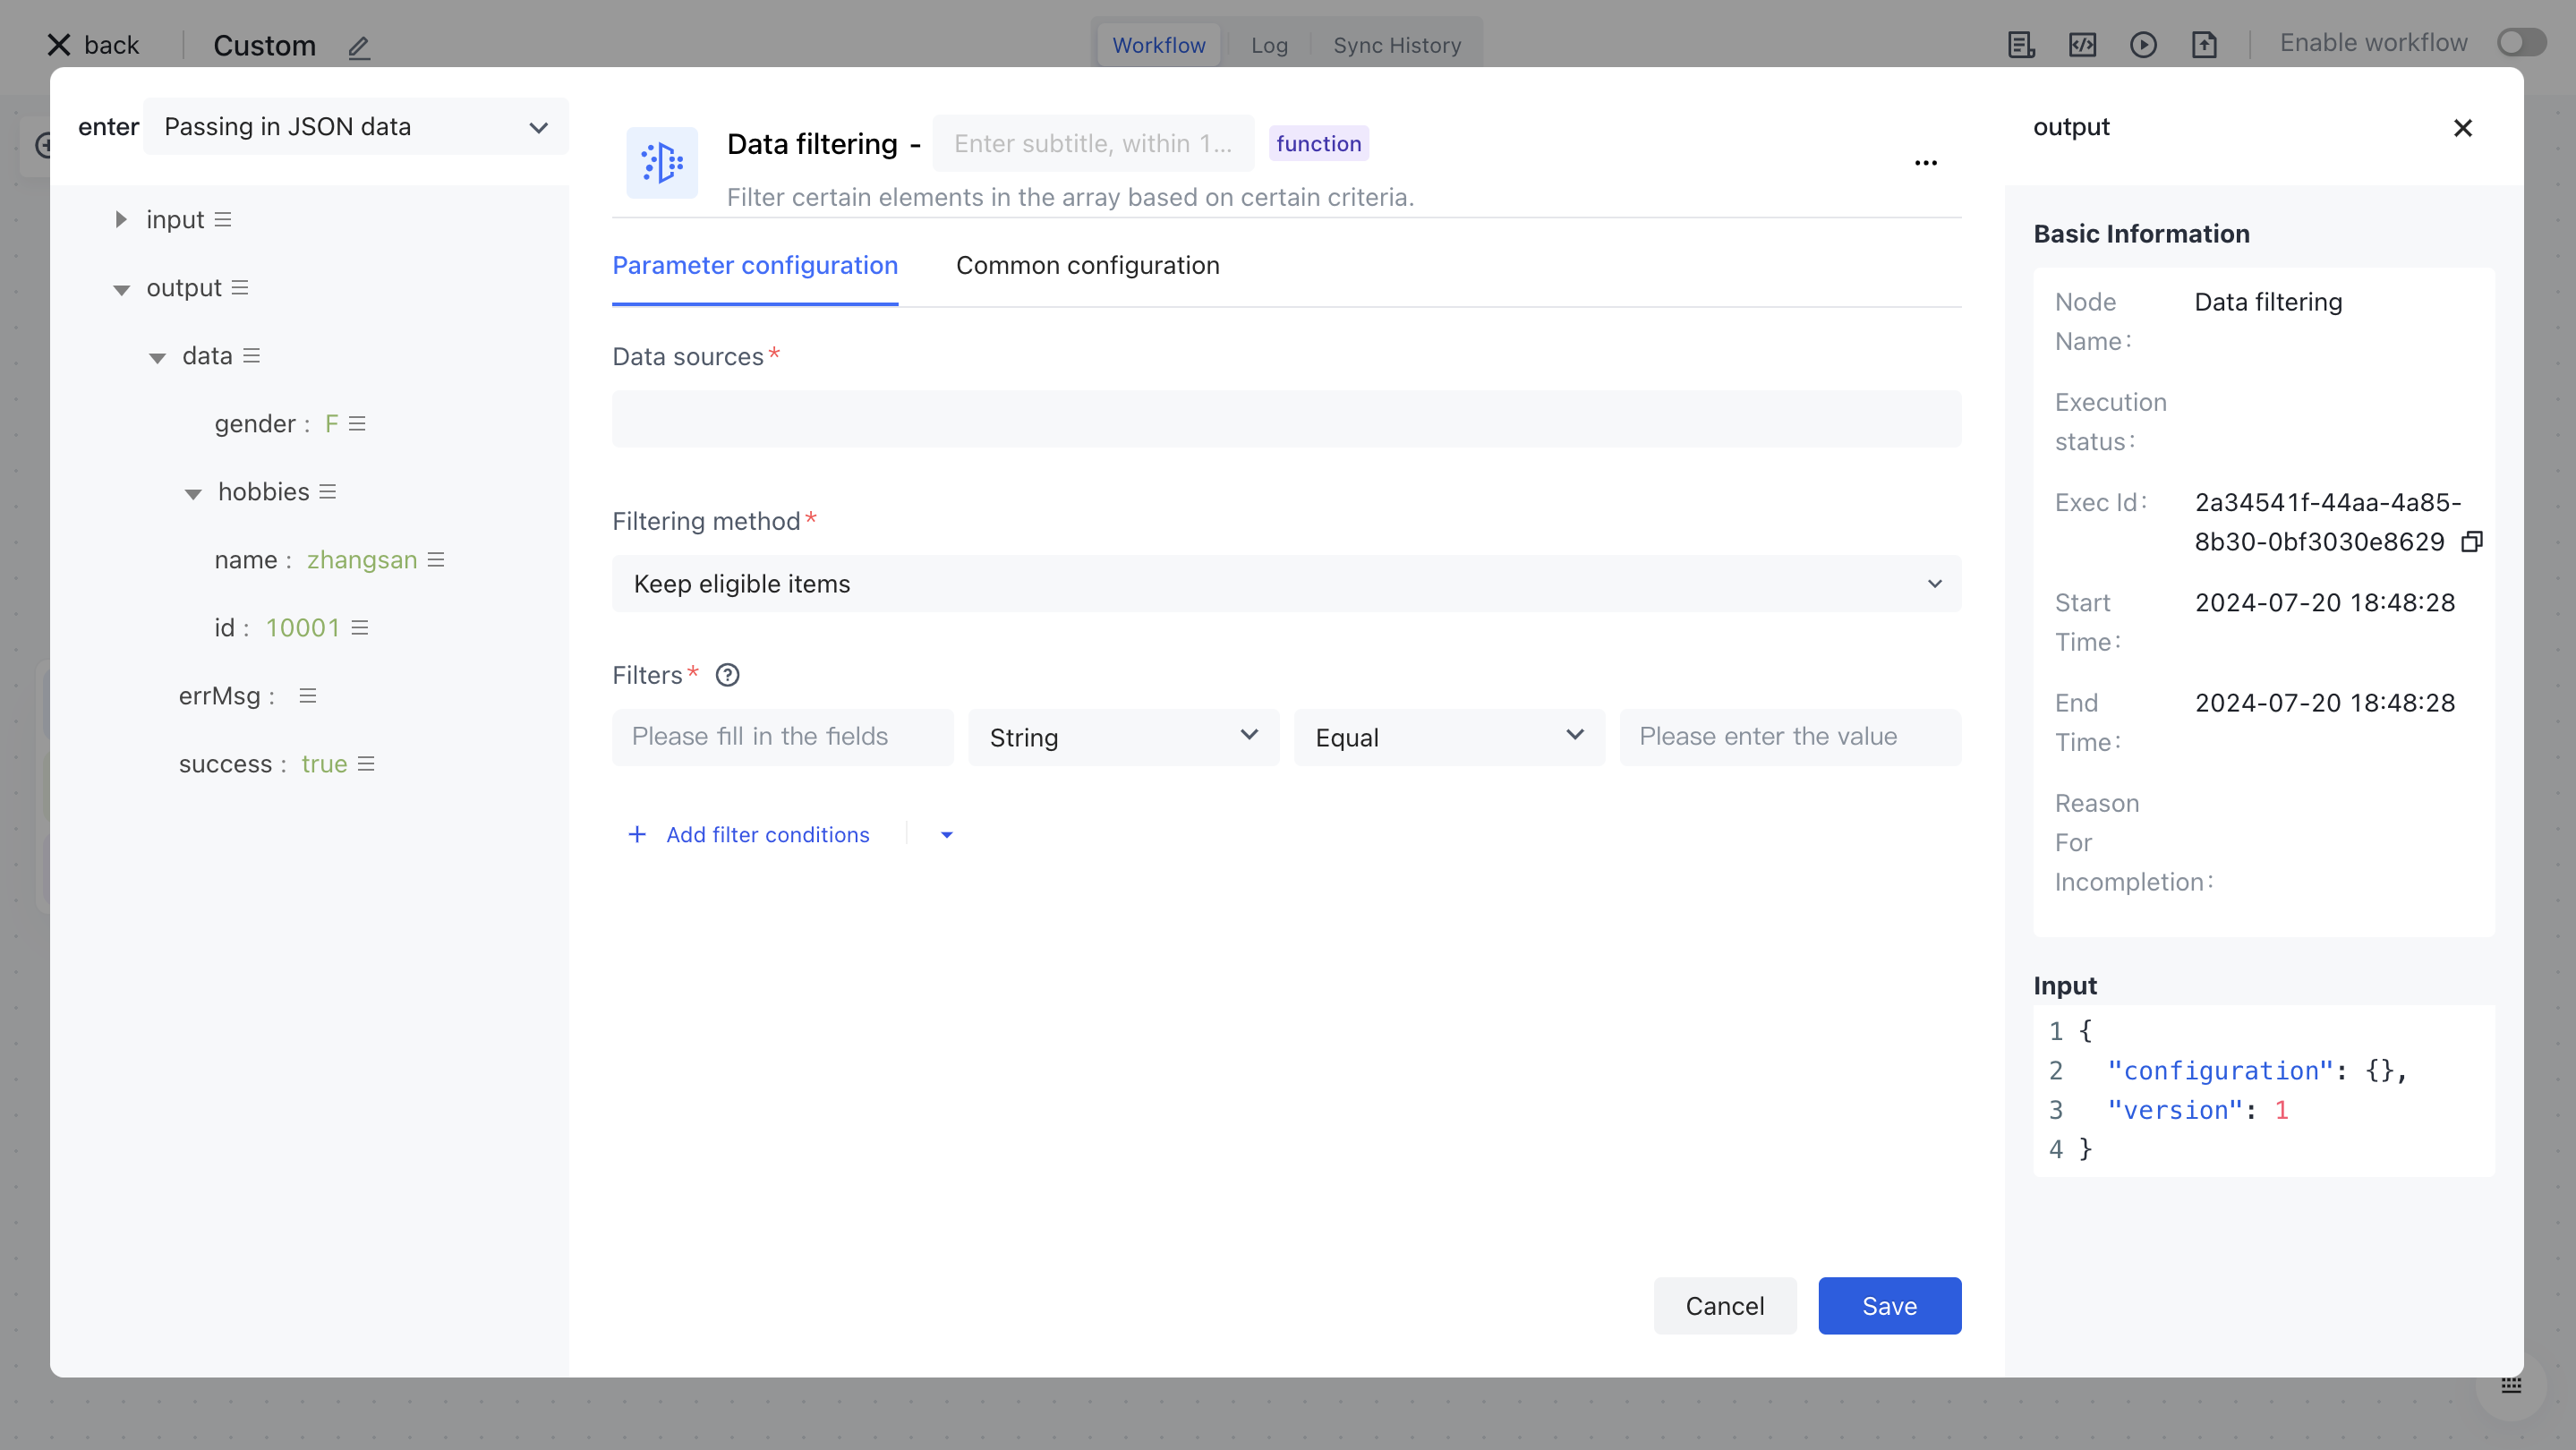 back
Custom
Workflow
Log
Sync History
Enable workflow
enter
Passing in JSON data
input
output
data
gender : F
hobbies
name : zhangsan
id : 10001
errMsg :
success : true
Data filtering -
Enter subtitle, within 1...
function
Filter certain elements in the array based on certain criteria.
Parameter configuration
Common configuration
Data sources*
Filtering method*
Keep eligible items
Filters*
Please fill in the fields
String
Equal
Please enter the value
+ Add filter conditions
Cancel
Save
output
Basic Information
Node Data filtering
Name:
Execution
status:
Exec Id: 2a34541f-44aa-4a85-
8b30-0bf3030e8629
Start 2024-07-20 18:48:28
Time:
End 2024-07-20 18:48:28
Time:
Reason
For
Incompletion:
Input
1 {
2 "configuration": {},
3 "version": 1
4 }